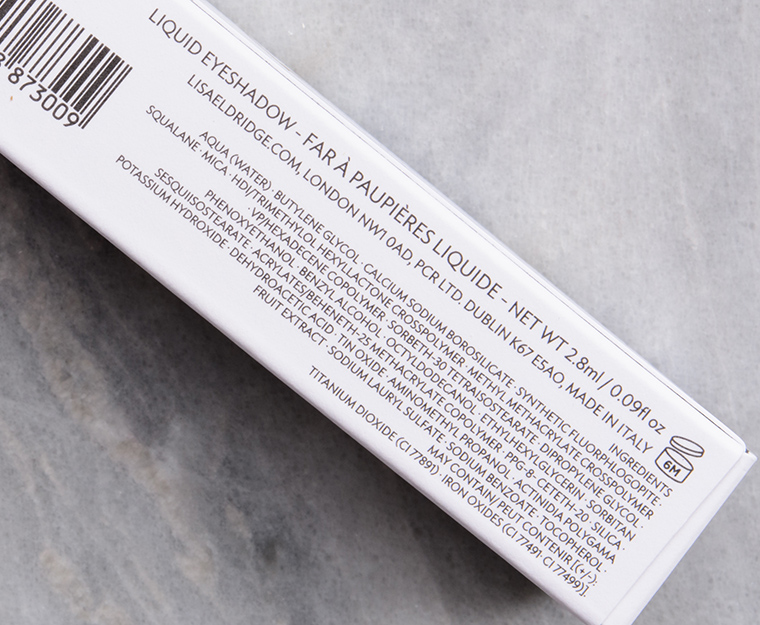 873009
LIQUID EYESHADOW - FAR À PAUPIÈRES LIQUIDE - NET WT 2.8ml / 0.09fl oz
LISAELDRIDGE.COM, LONDON NW1 0AD, PCR LTD, DUBLIN K67 E5AO, MADE IN ITALY
6M
INGREDIENTS
AQUA (WATER) · BUTYLENE GLYCOL · CALCIUM SODIUM BOROSILICATE · SYNTHETIC FLUORPHLOGOPITE ·
SQUALANE · MICA · HDI/TRIMETHYLOL HEXYLLACTONE CROSSPOLYMER · METHYL METHACRYLATE CROSSPOLYMER
· VP/HEXADECENE COPOLYMER · SORBETH-30 TETRAISOSTEARATE · DIPROPYLENE GLYCOL ·
PHENOXYETHANOL · BENZYL ALCOHOL · OCTYLDODECANOL · ETHYLHEXYLGLYCERIN · SORBITAN
SESQUIISOSTEARATE · ACRYLATES/BEHENETH-25 METHACRYLATE COPOLYMER · PPG-8-CETETH-20 · SILICA ·
POTASSIUM HYDROXIDE · DEHYDROACETIC ACID · TIN OXIDE · AMINOMETHYL PROPANOL · ACTINIDIA POLYGAMA
FRUIT EXTRACT · SODIUM LAURYL SULFATE · SODIUM BENZOATE · TOCOPHEROL ·
MAY CONTAIN/PEUT CONTENIR [(+/-):
TITANIUM DIOXIDE (CI 77891) · IRON OXIDES (CI 77491· CI 77499)].